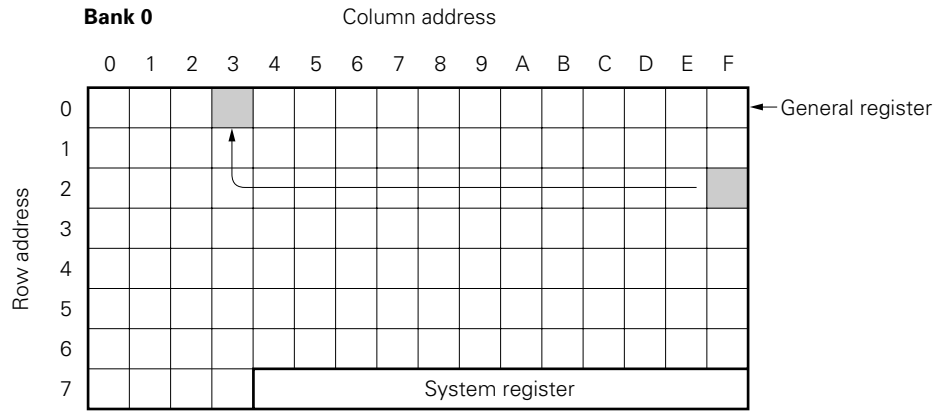 Bank 0 Column address
0 1 2 3 4 5 6 7 8 9 A B C D E F
0 General register
1
2
3
4
5
6
7 System register
Row address